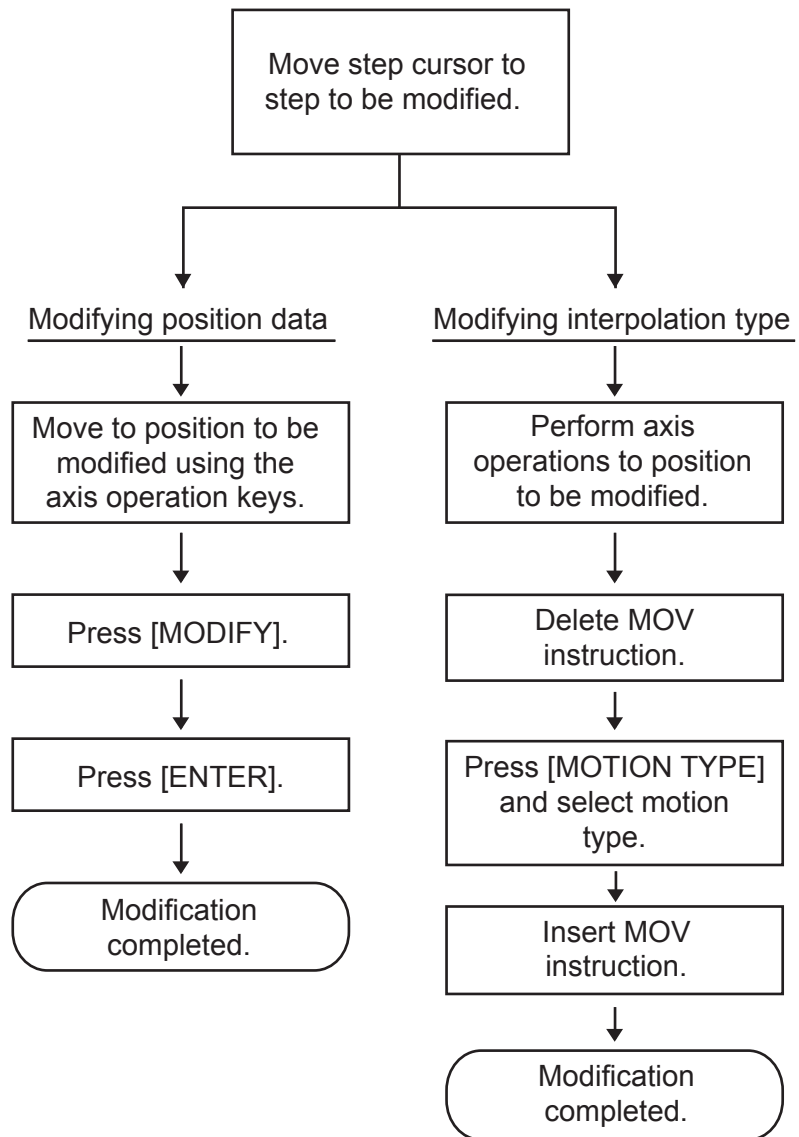 Move step cursor to
step to be modified.
Modifying position data
Move to position to be
modified using the
axis operation keys.
Press [MODIFY].
Press [ENTER].
Modification
completed.
Modifying interpolation type
Perform axis
operations to position
to be modified.
Delete MOV
instruction.
Press [MOTION TYPE]
and select motion
type.
Insert MOV
instruction.
Modification
completed.